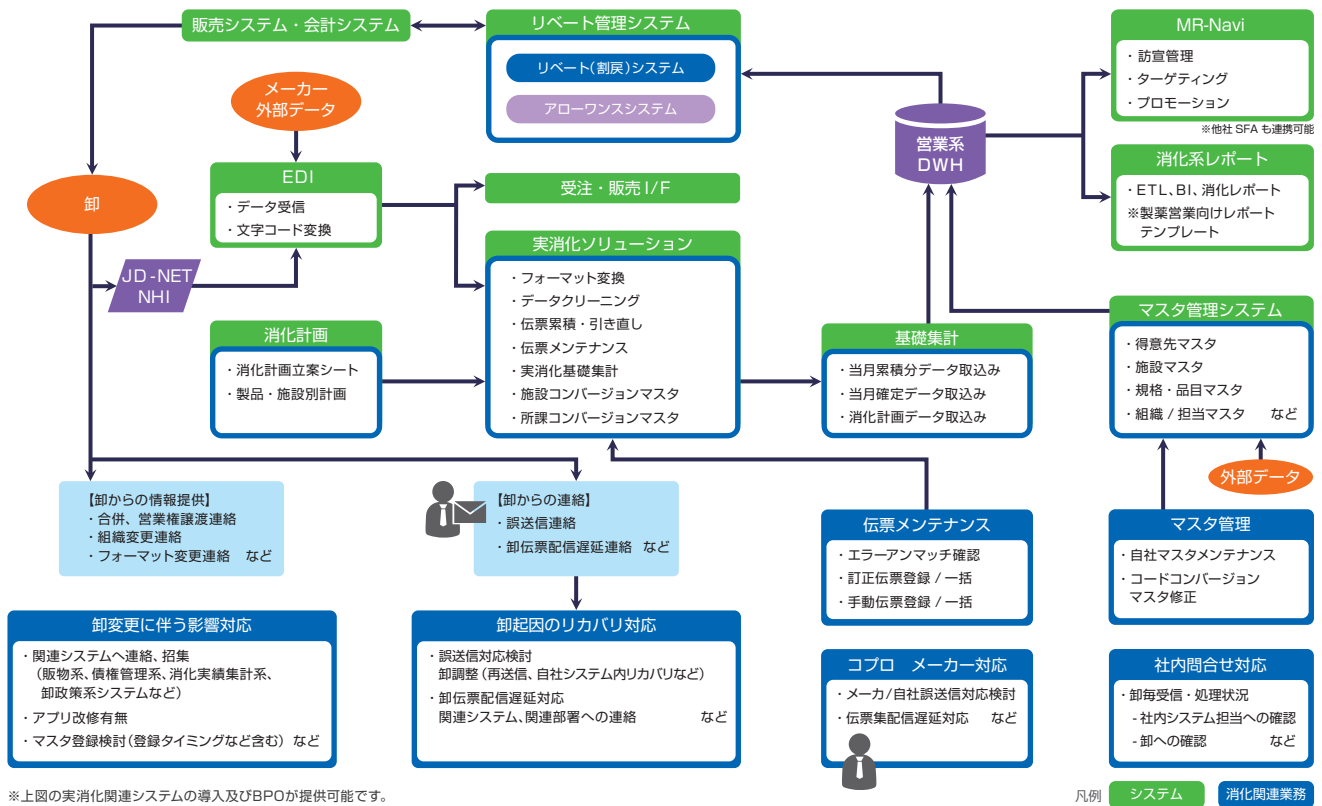 販売システム・会計システム
リベート管理システム
リベート(割戻)システム
アローワンスシステム
MR-Navi
・訪宣管理
・ターゲティング
・プロモーション
※他社 SFA も連携可能
メーカー
外部データ
営業系
DWH
消化系レポート
・ETL、BI、消化レポート
※製薬営業向けレポート
テンプレート
卸
EDI
・データ受信
・文字コード変換
受注・販売 I/F
JD-NET
NHI
実消化ソリューション
・フォーマット変換
・データクリーニング
・伝票累積・引き直し
・伝票メンテナンス
・実消化基礎集計
・施設コンバージョンマスタ
・所課コンバージョンマスタ
消化計画
・消化計画立案シート
・製品・施設別計画
基礎集計
・当月累積分データ取込み
・当月確定データ取込み
・消化計画データ取込み
マスタ管理システム
・得意先マスタ
・施設マスタ
・規格・品目マスタ
・組織 / 担当マスタ など
外部データ
【卸からの情報提供】
・合併、営業権譲渡連絡
・組織変更連絡
・フォーマット変更連絡 など
【卸からの連絡】
・誤送信連絡
・卸伝票配信遅延連絡 など
伝票メンテナンス
・エラーアンマッチ確認
・訂正伝票登録 / 一括
・手動伝票登録 / 一括
マスタ管理
・自社マスタメンテナンス
・コードコンバージョン
マスタ修正
卸変更に伴う影響対応
・関連システムへ連絡、招集
(販物系、債権管理系、消化実績集計系、
卸政策系システムなど)
・アプリ改修有無
・マスタ登録検討(登録タイミングなど含む) など
卸起因のリカバリ対応
・誤送信対応検討
卸調整 (再送信、自社システム内リカバリなど)
・卸伝票配信遅延対応
関連システム、関連部署への連絡 など
コプロ メーカー対応
・メーカ/自社誤送信対応検討
・伝票集配信遅延対応 など
社内問合せ対応
・卸毎受信・処理状況
- 社内システム担当への確認
- 卸への確認 など
※上図の実消化関連システムの導入及びBPOが提供可能です。
凡例 システム 消化関連業務